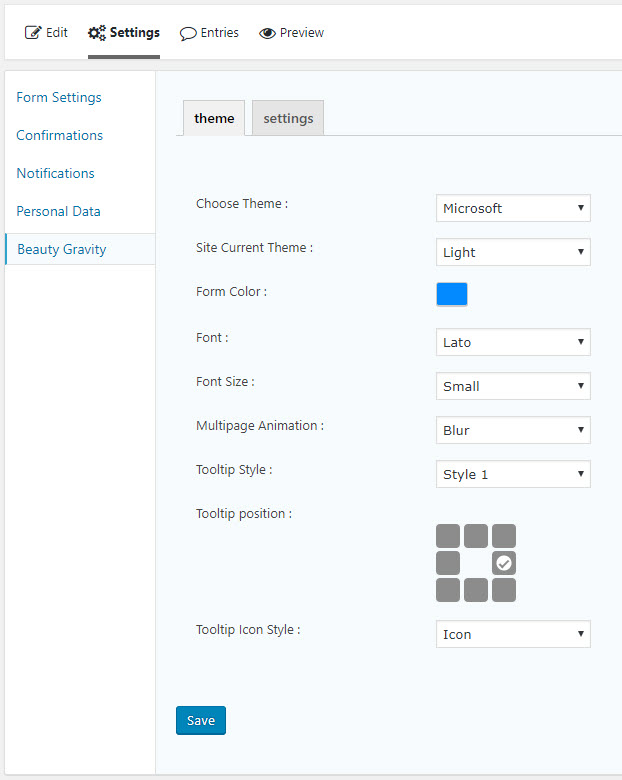 Edit Settings Entries Preview
Form Settings
Confirmations
Notifications
Personal Data
Beauty Gravity
theme settings
Choose Theme : Microsoft
Site Current Theme : Light
Form Color :
Font : Lato
Font Size : Small
Multipage Animation : Blur
Tooltip Style : Style 1
Tooltip position :
Tooltip Icon Style : Icon
Save